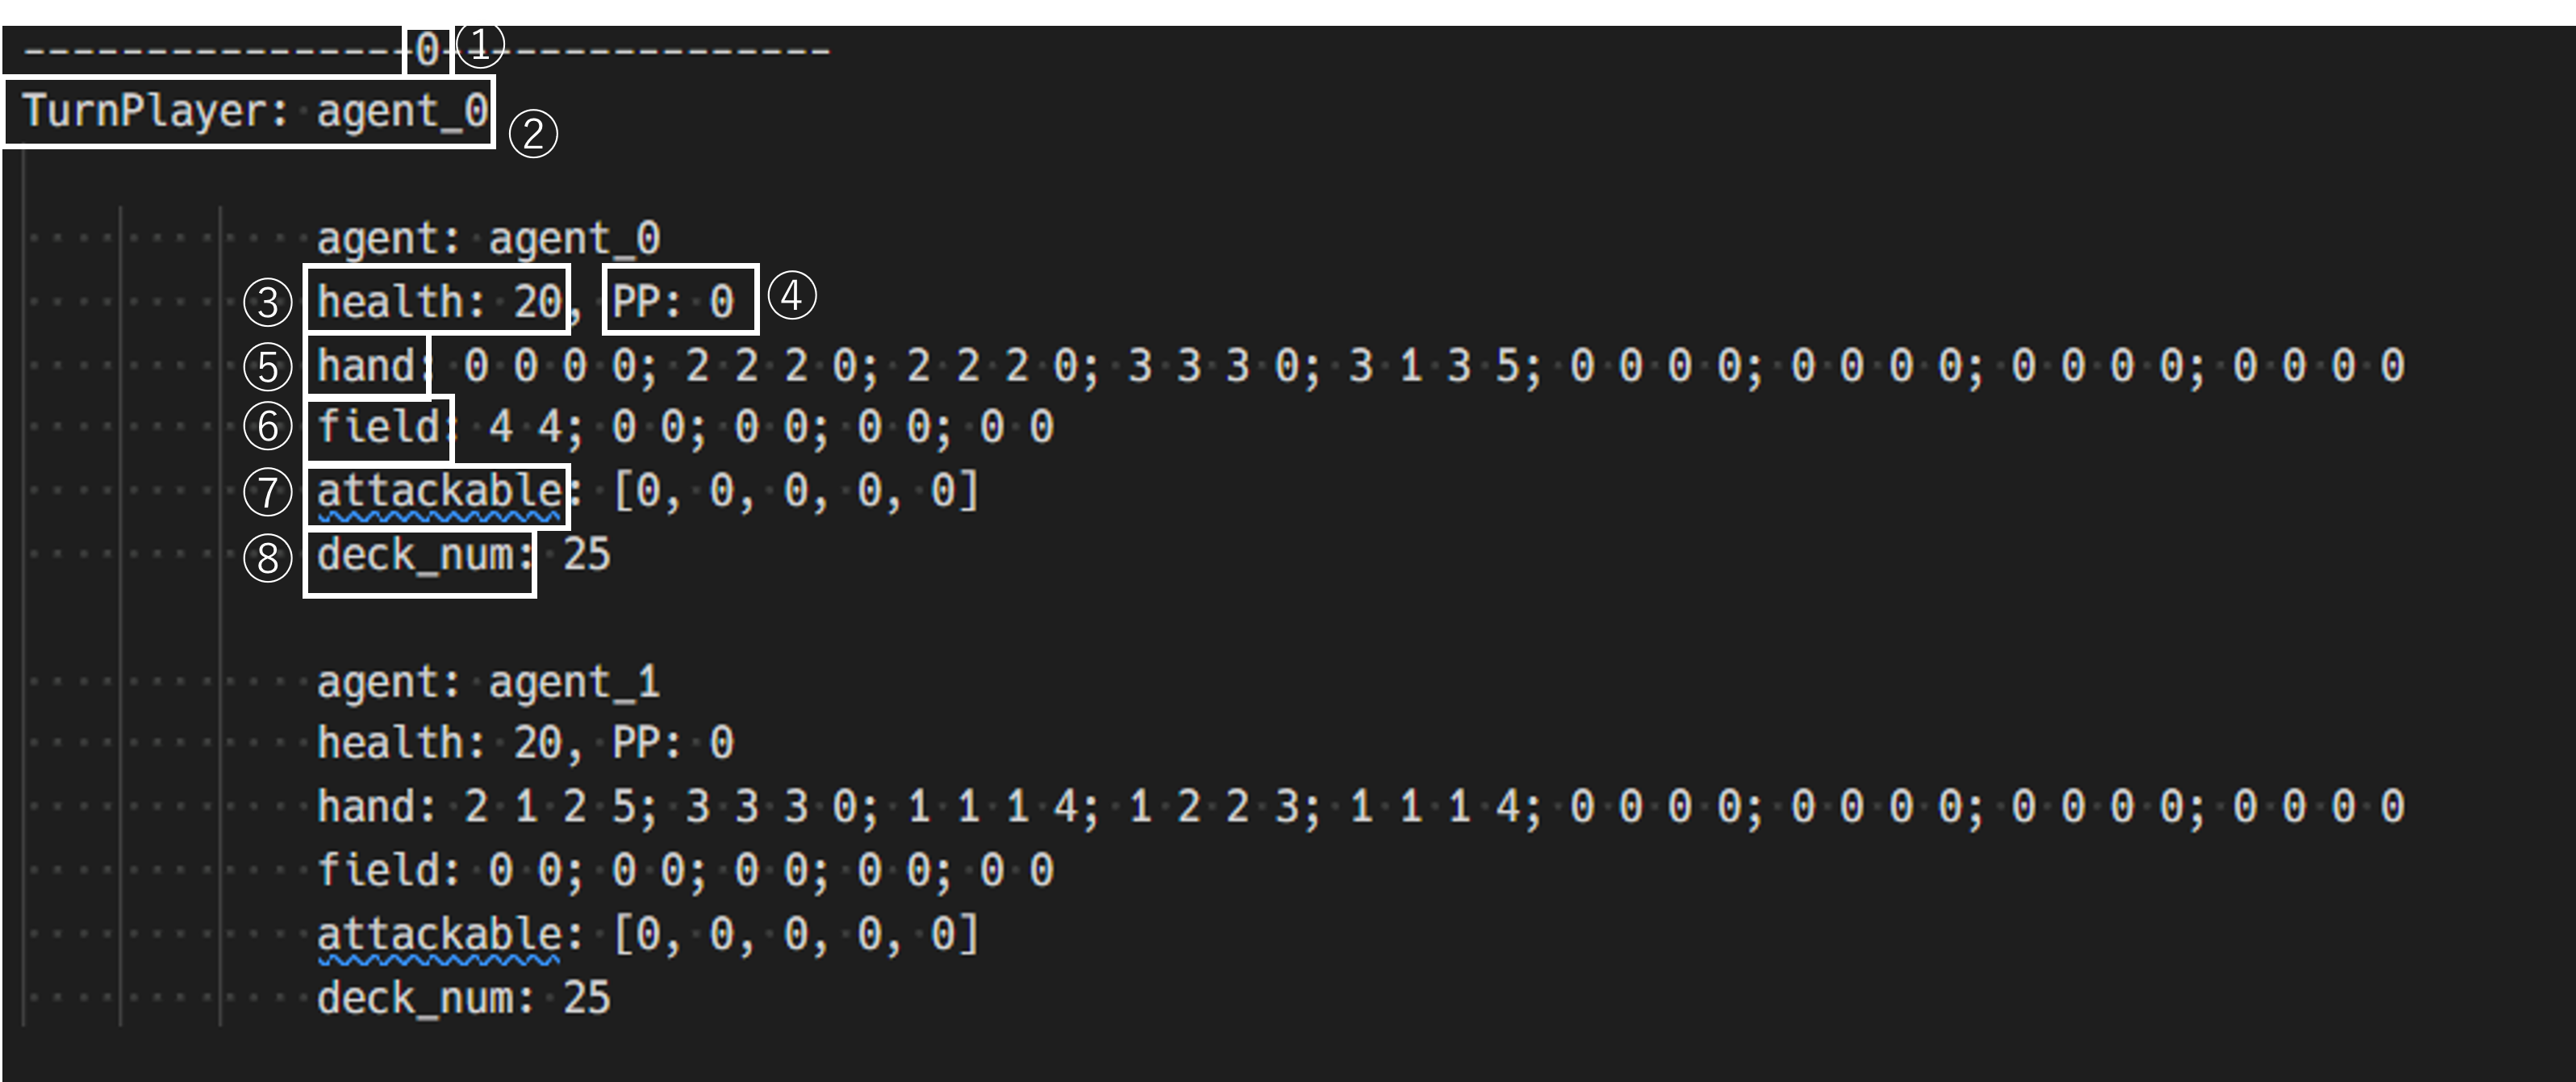 ----------------0①----------------
TurnPlayer: agent_0 ②
agent: agent_0
③ health: 20, PP: 0 ④
⑤ hand: 0 0 0 0; 2 2 2 0; 2 2 2 0; 3 3 3 0; 3 1 3 5; 0 0 0 0; 0 0 0 0; 0 0 0 0; 0 0 0 0
⑥ field: 4 4; 0 0; 0 0; 0 0; 0 0
⑦ attackable: [0, 0, 0, 0, 0]
⑧ deck_num: 25
agent: agent_1
health: 20, PP: 0
hand: 2 1 2 5; 3 3 3 0; 1 1 1 4; 1 2 2 3; 1 1 1 4; 0 0 0 0; 0 0 0 0; 0 0 0 0; 0 0 0 0
field: 0 0; 0 0; 0 0; 0 0; 0 0
attackable: [0, 0, 0, 0, 0]
deck_num: 25